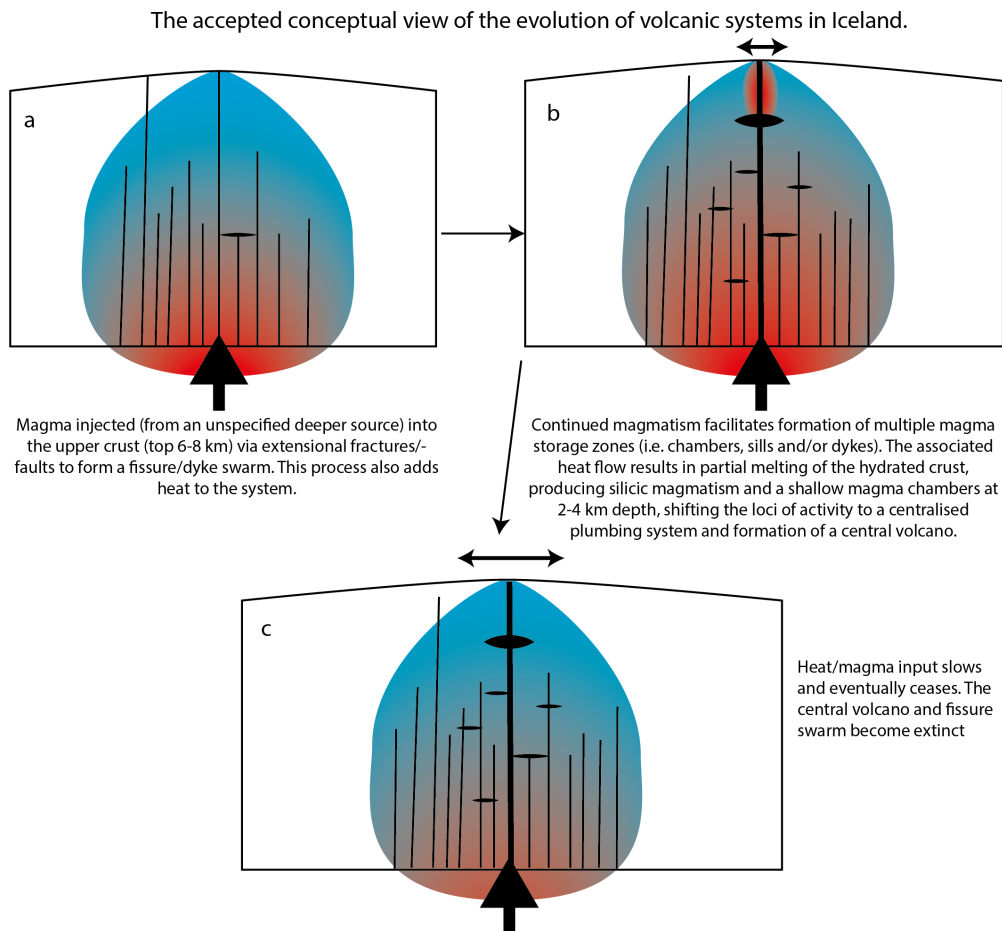 The accepted conceptual view of the evolution of volcanic systems in Iceland.
a
b
Magma injected (from an unspecified deeper source) into
the upper crust (top 6-8 km) via extensional fractures/-
faults to form a fissure/dyke swarm. This process also adds
heat to the system.
Continued magmatism facilitates formation of multiple magma
storage zones (i.e. chambers, sills and/or dykes). The associated
heat flow results in partial melting of the hydrated crust,
producing silicic magmatism and a shallow magma chambers at
2-4 km depth, shifting the loci of activity to a centralised
plumbing system and formation of a central volcano.
c
Heat/magma input slows
and eventually ceases. The
central volcano and fissure
swarm become extinct